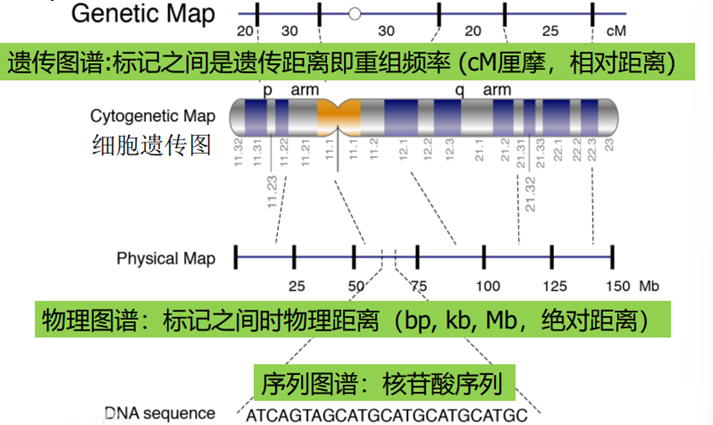 Genetic Map
20 30 30 20 25 cM
遗传图谱:标记之间是遗传距离即重组频率 (cM厘摩，相对距离)
p arm q arm
Cytogenetic Map
细胞遗传图
11.32 11.31 11.23 11.22 11.21 11.1 11.1 11.2 12.1 12.2 12.3 21.1 21.2 21.31 21.32 21.33 22.1 22.2 22.3 23
Physical Map
25 50 75 100 125 150 Mb
物理图谱：标记之间时物理距离（bp, kb, Mb，绝对距离）
序列图谱：核苷酸序列
DNA sequence ATCAGTAGCATGCATGCATGCATGC